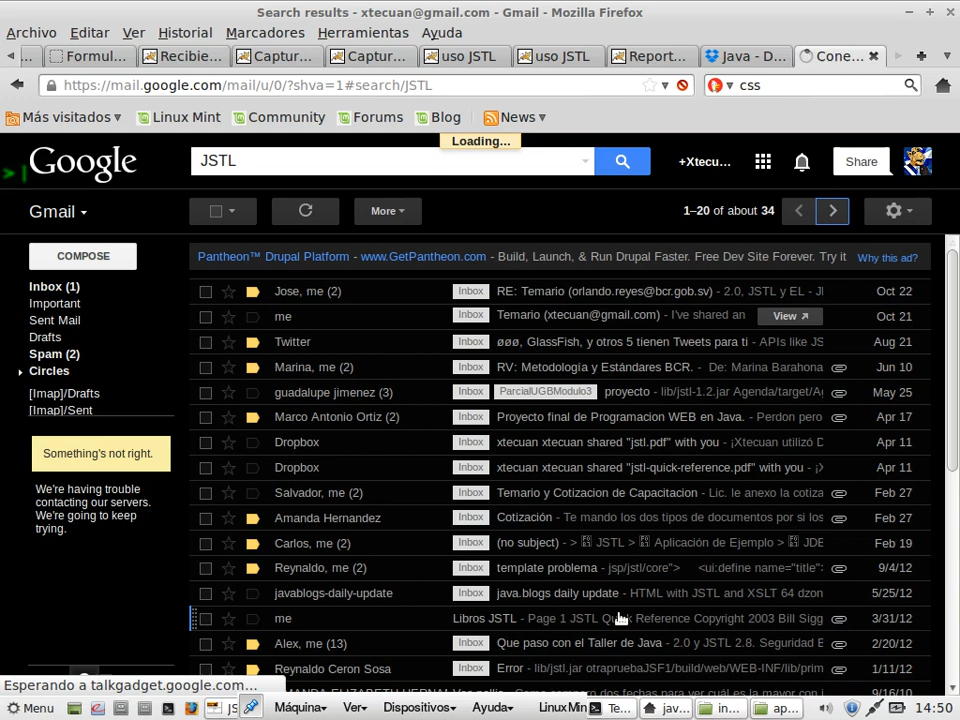 Search results - xtecuan@gmail.com - Gmail - Mozilla Firefox
Archivo Editar Ver Historial Marcadores Herramientas Ayuda
... Formul... Recibie... Captur... Captur... uso JSTL uso JSTL Report... Java - D... Cone...
https://mail.google.com/mail/u/0/?shva=1#search/JSTL css
Más visitados Linux Mint Community Forums Blog News
Loading...
Google JSTL +Xtecu... Share
Gmail More 1–20 of about 34
COMPOSE
Inbox (1)
Important
Sent Mail
Drafts
Spam (2)
Circles
[Imap]/Drafts
[Imap]/Sent
Something's not right.
We're having trouble
contacting our servers.
We're going to keep
trying.
Pantheon™ Drupal Platform - www.GetPantheon.com - Build, Launch, & Run Drupal Faster. Free Dev Site Forever. Try it Why this ad?
Jose, me (2) Inbox RE: Temario (orlando.reyes@bcr.gob.sv) - 2.0, JSTL y EL - Oct 22
me Inbox Temario (xtecuan@gmail.com) - I've shared an View Oct 21
Twitter Inbox øøø, GlassFish, y otros 5 tienen Tweets para ti - APIs like JS Aug 21
Marina, me (2) Inbox RV: Metodología y Estándares BCR. - De: Marina Barahona Jun 10
guadalupe jimenez (3) Inbox ParcialUGBModulo3 proyecto - lib/jstl-1.2.jar Agenda/target/Ag May 25
Marco Antonio Ortiz (2) Inbox Proyecto final de Programacion WEB en Java. - Perdon pero Apr 17
Dropbox Inbox xtecuan xtecuan shared "jstl.pdf" with you - ¡Xtecuan utilizó D Apr 11
Dropbox Inbox xtecuan xtecuan shared "jstl-quick-reference.pdf" with you - Apr 11
Salvador, me (2) Inbox Temario y Cotizacion de Capacitacion - Lic. le anexo la cotiza Feb 27
Amanda Hernandez Inbox Cotización - Te mando los dos tipos de documentos por si los Feb 27
Carlos, me (2) Inbox (no subject) - > JSTL > Aplicación de Ejemplo > JDE Feb 19
Reynaldo, me (2) Inbox template problema - jsp/jstl/core"> <ui:define name="title"> 9/4/12
javablogs-daily-update Inbox java.blogs daily update - HTML with JSTL and XSLT 64 dzon 5/25/12
me Libros JSTL - Page 1 JSTL Quick Reference Copyright 2003 Bill Sigg 3/31/12
Alex, me (13) Inbox Que paso con el Taller de Java - 2.0 y JSTL 2.8. Seguridad E 2/20/12
Reynaldo Ceron Sosa Inbox Error - lib/jstl.jar otrapruebaJSF1/build/web/WEB-INF/lib/prim 1/11/12
9/16/10
Esperando a talkgadget.google.com...
Menu JS Máquina Ver Dispositivos Ayuda Linux Min Te... jav... in... ap... 14:50